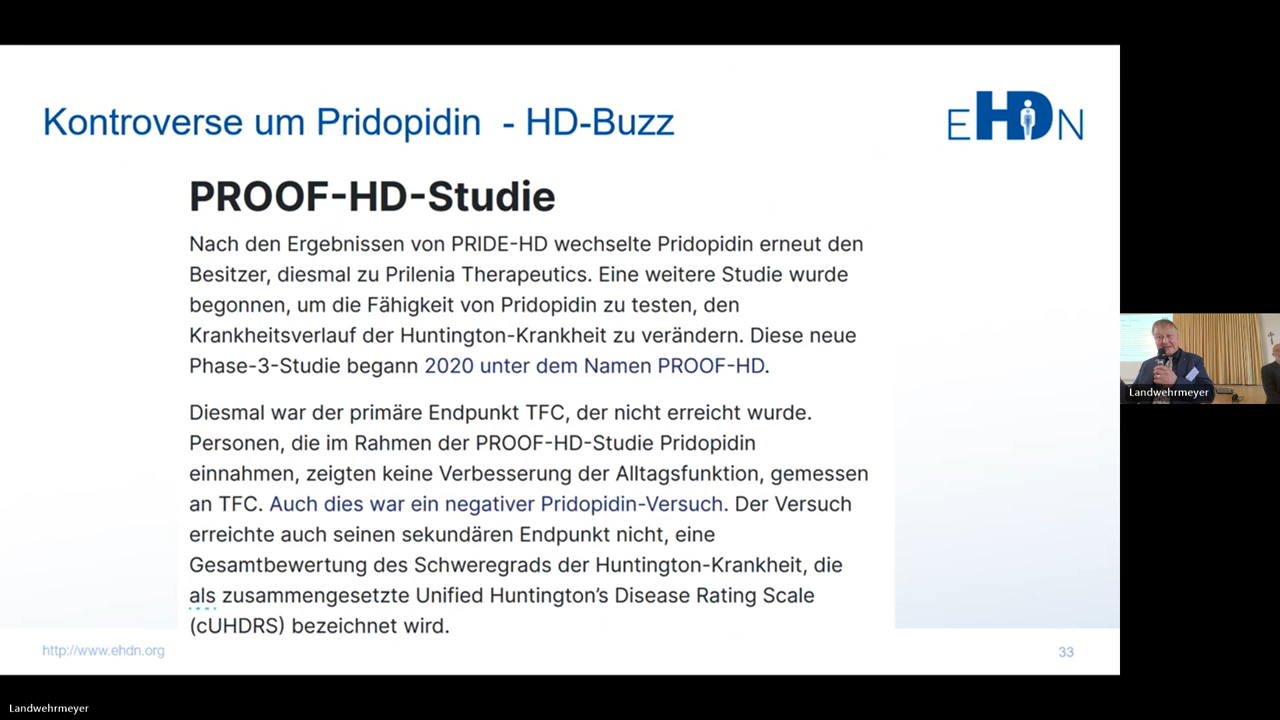 Kontroverse um Pridopidin - HD-Buzz
EHDN
PROOF-HD-Studie
Nach den Ergebnissen von PRIDE-HD wechselte Pridopidin erneut den
Besitzer, diesmal zu Prilenia Therapeutics. Eine weitere Studie wurde
begonnen, um die Fähigkeit von Pridopidin zu testen, den
Krankheitsverlauf der Huntington-Krankheit zu verändern. Diese neue
Phase-3-Studie begann 2020 unter dem Namen PROOF-HD.
Diesmal war der primäre Endpunkt TFC, der nicht erreicht wurde.
Personen, die im Rahmen der PROOF-HD-Studie Pridopidin
einnahmen, zeigten keine Verbesserung der Alltagsfunktion, gemessen
an TFC. Auch dies war ein negativer Pridopidin-Versuch. Der Versuch
erreichte auch seinen sekundären Endpunkt nicht, eine
Gesamtbewertung des Schweregrads der Huntington-Krankheit, die
als zusammengesetzte Unified Huntington's Disease Rating Scale
(cUHDRS) bezeichnet wird.
http://www.ehdn.org
33
Landwehrmeyer
Landwehrmeyer